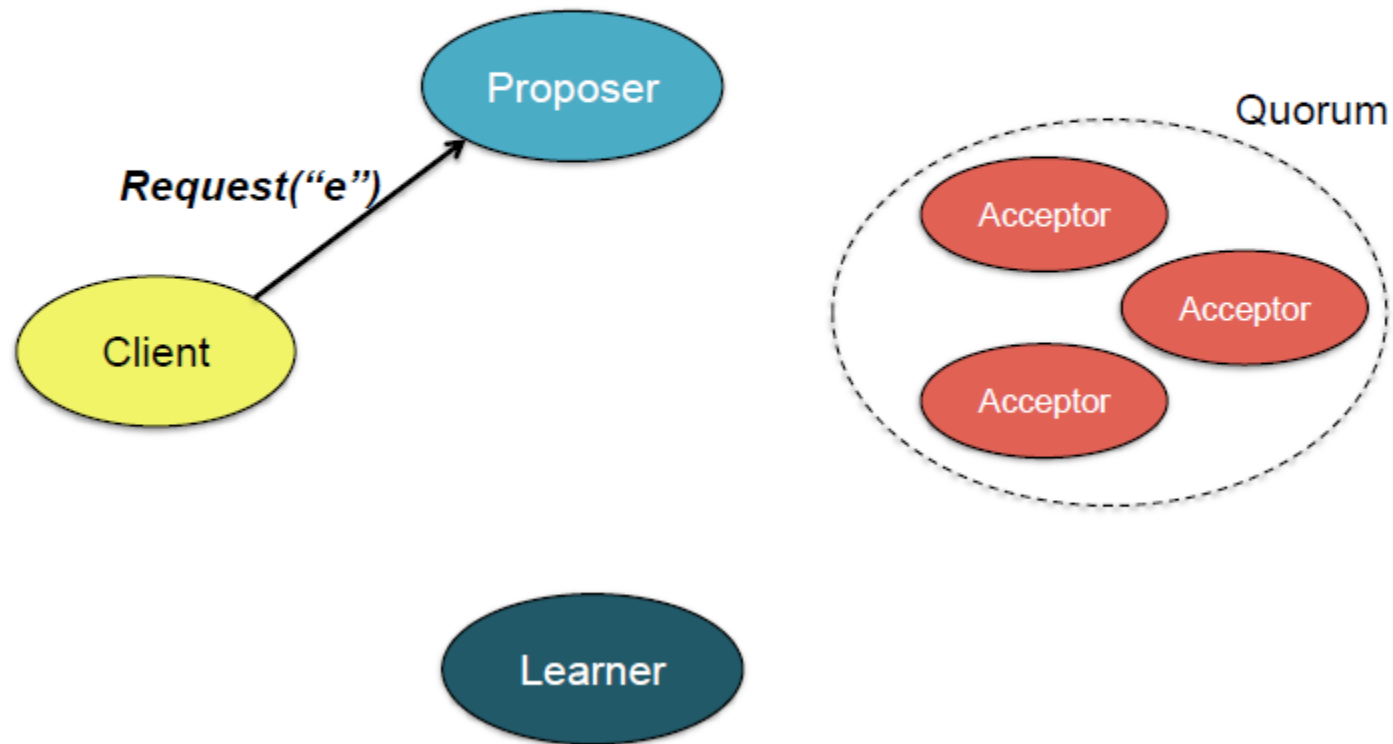 Proposer
Quorum
Request(“e”)
Acceptor
Acceptor
Client
Acceptor
Learner